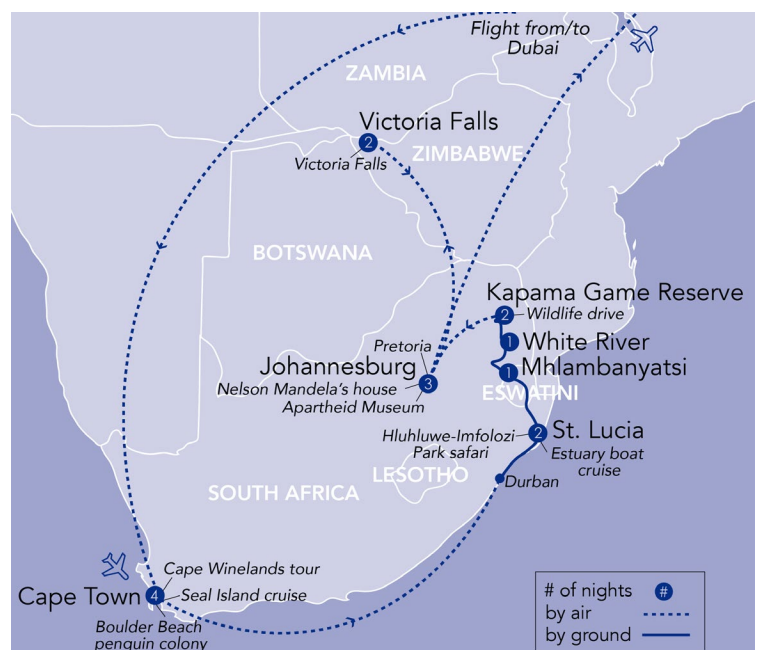 Flight from/to
Dubai
ZAMBIA
Victoria Falls
2
Victoria Falls
ZIMBABWE
BOTSWANA
Kapama Game Reserve
2
Wildlife drive
1
White River
Pretoria
Johannesburg
3
Nelson Mandela's house
Apartheid Museum
1
Mhlambanyatsi
ESWATINI
Hluhluwe-Imfolozi
Park safari
2
St. Lucia
Estuary boat
cruise
LESOTHO
Durban
SOUTH AFRICA
Cape Winelands tour
Cape Town
4
Seal Island cruise
Boulder Beach
penguin colony
# of nights
#
by air
by ground